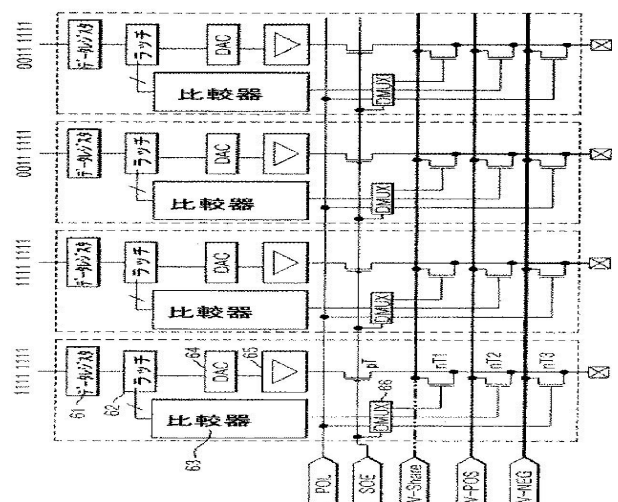 0011 1111
データレジスタ
ラッチ
DAC
比較器
DMUX
0011 1111
データレジスタ
ラッチ
DAC
比較器
DMUX
1111 1111
データレジスタ
ラッチ
DAC
比較器
DMUX
1111 1111
データレジスタ
61
ラッチ
62
DAC
64
65
比較器
63
DMUX
66
pT
nT1
nT2
nT3
POL
SOE
V-Share
V-POS
V-NEG